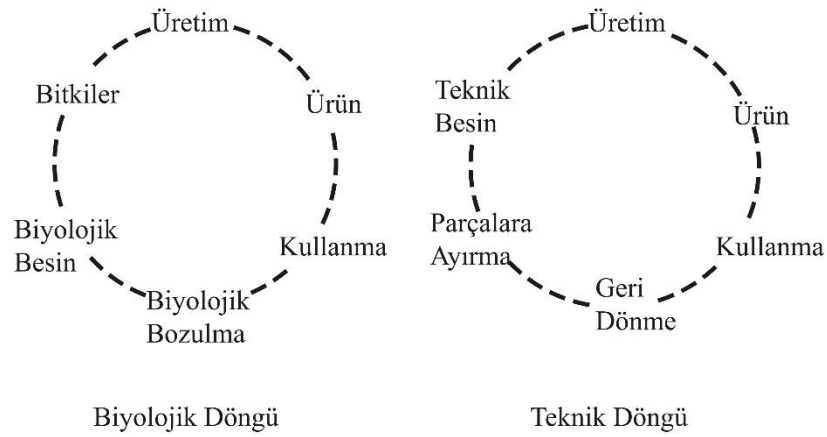 Üretim
Ürün
Kullanma
Biyolojik
Bozulma
Biyolojik
Besin
Bitkiler
Biyolojik Döngü
Üretim
Ürün
Kullanma
Geri
Dönme
Parçalara
Ayırma
Teknik
Besin
Teknik Döngü